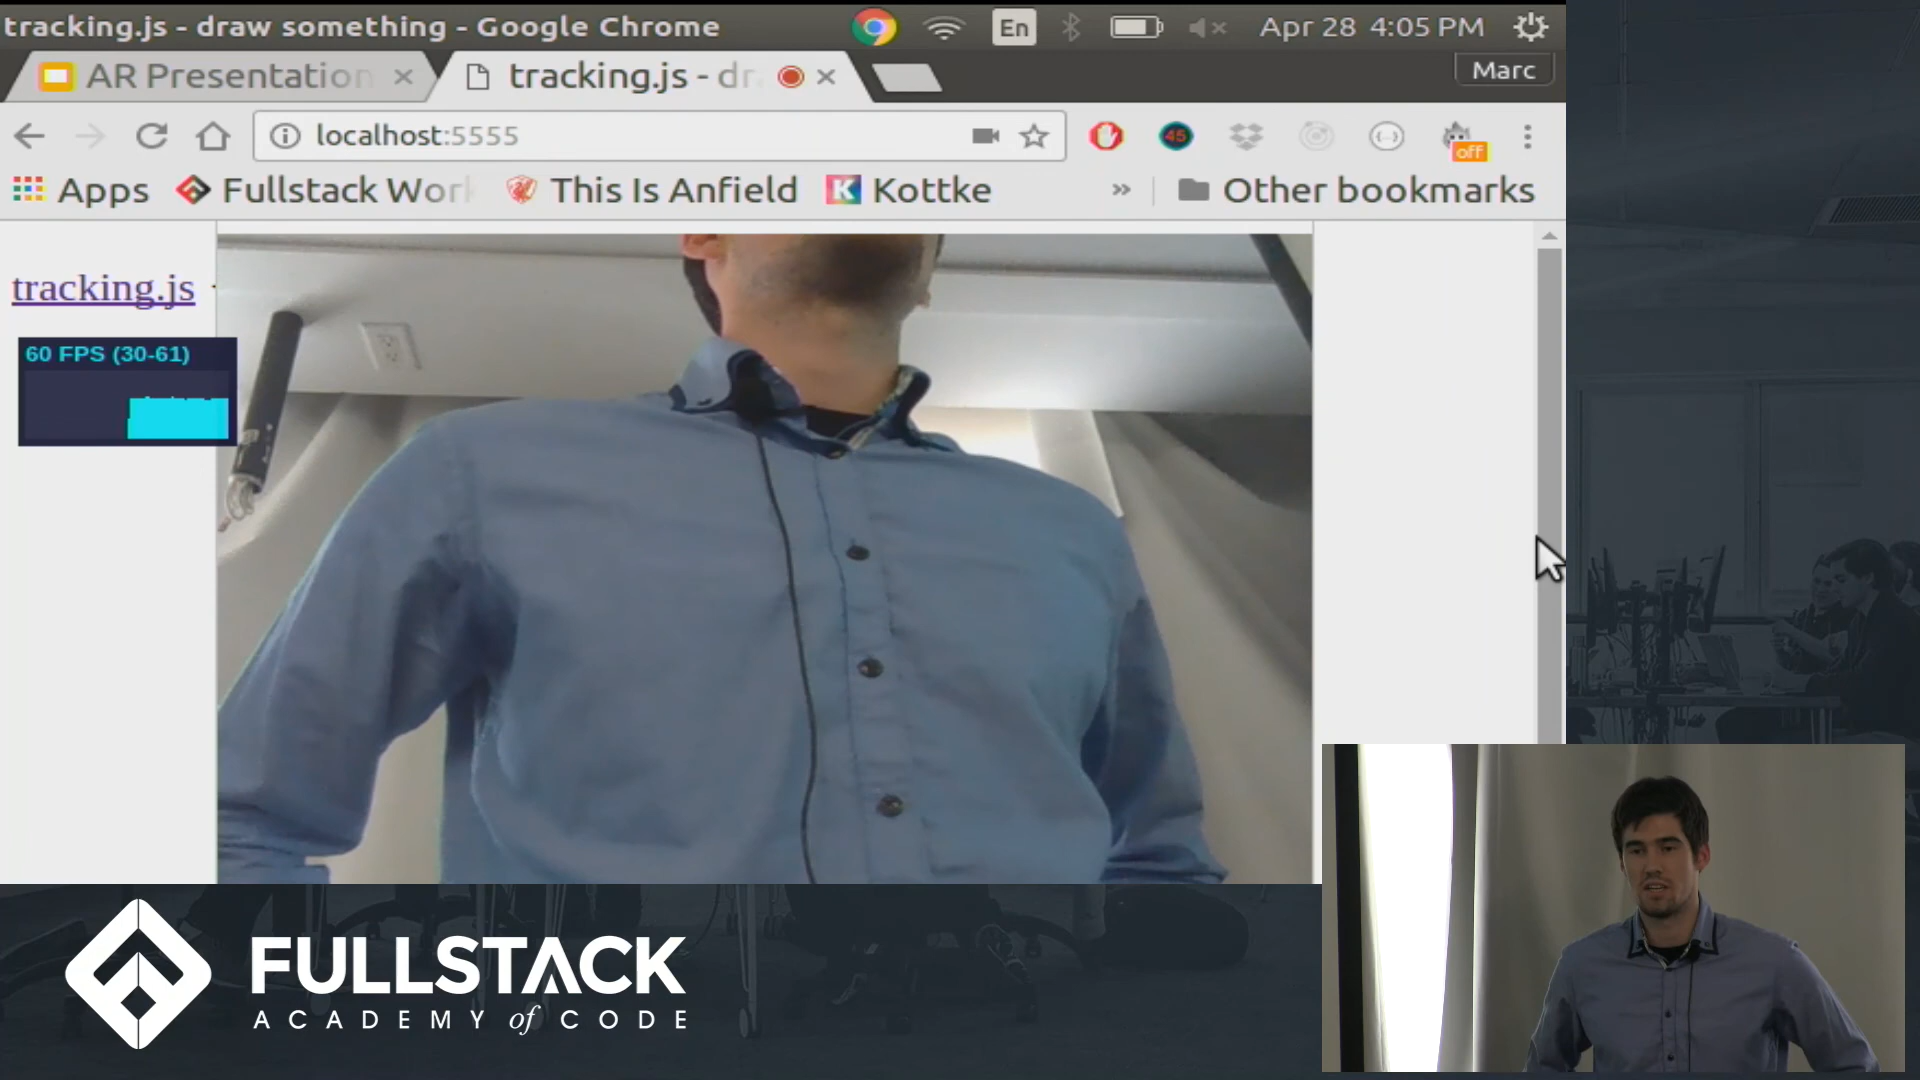 tracking.js - draw something - Google Chrome
En
Apr 28 4:05 PM
AR Presentation
tracking.js - dr
Marc
localhost:5555
45
off
Apps
Fullstack Work
This Is Anfield
K Kottke
»
Other bookmarks
tracking.js
60 FPS (30-61)
FULLSTACK
ACADEMY of CODE